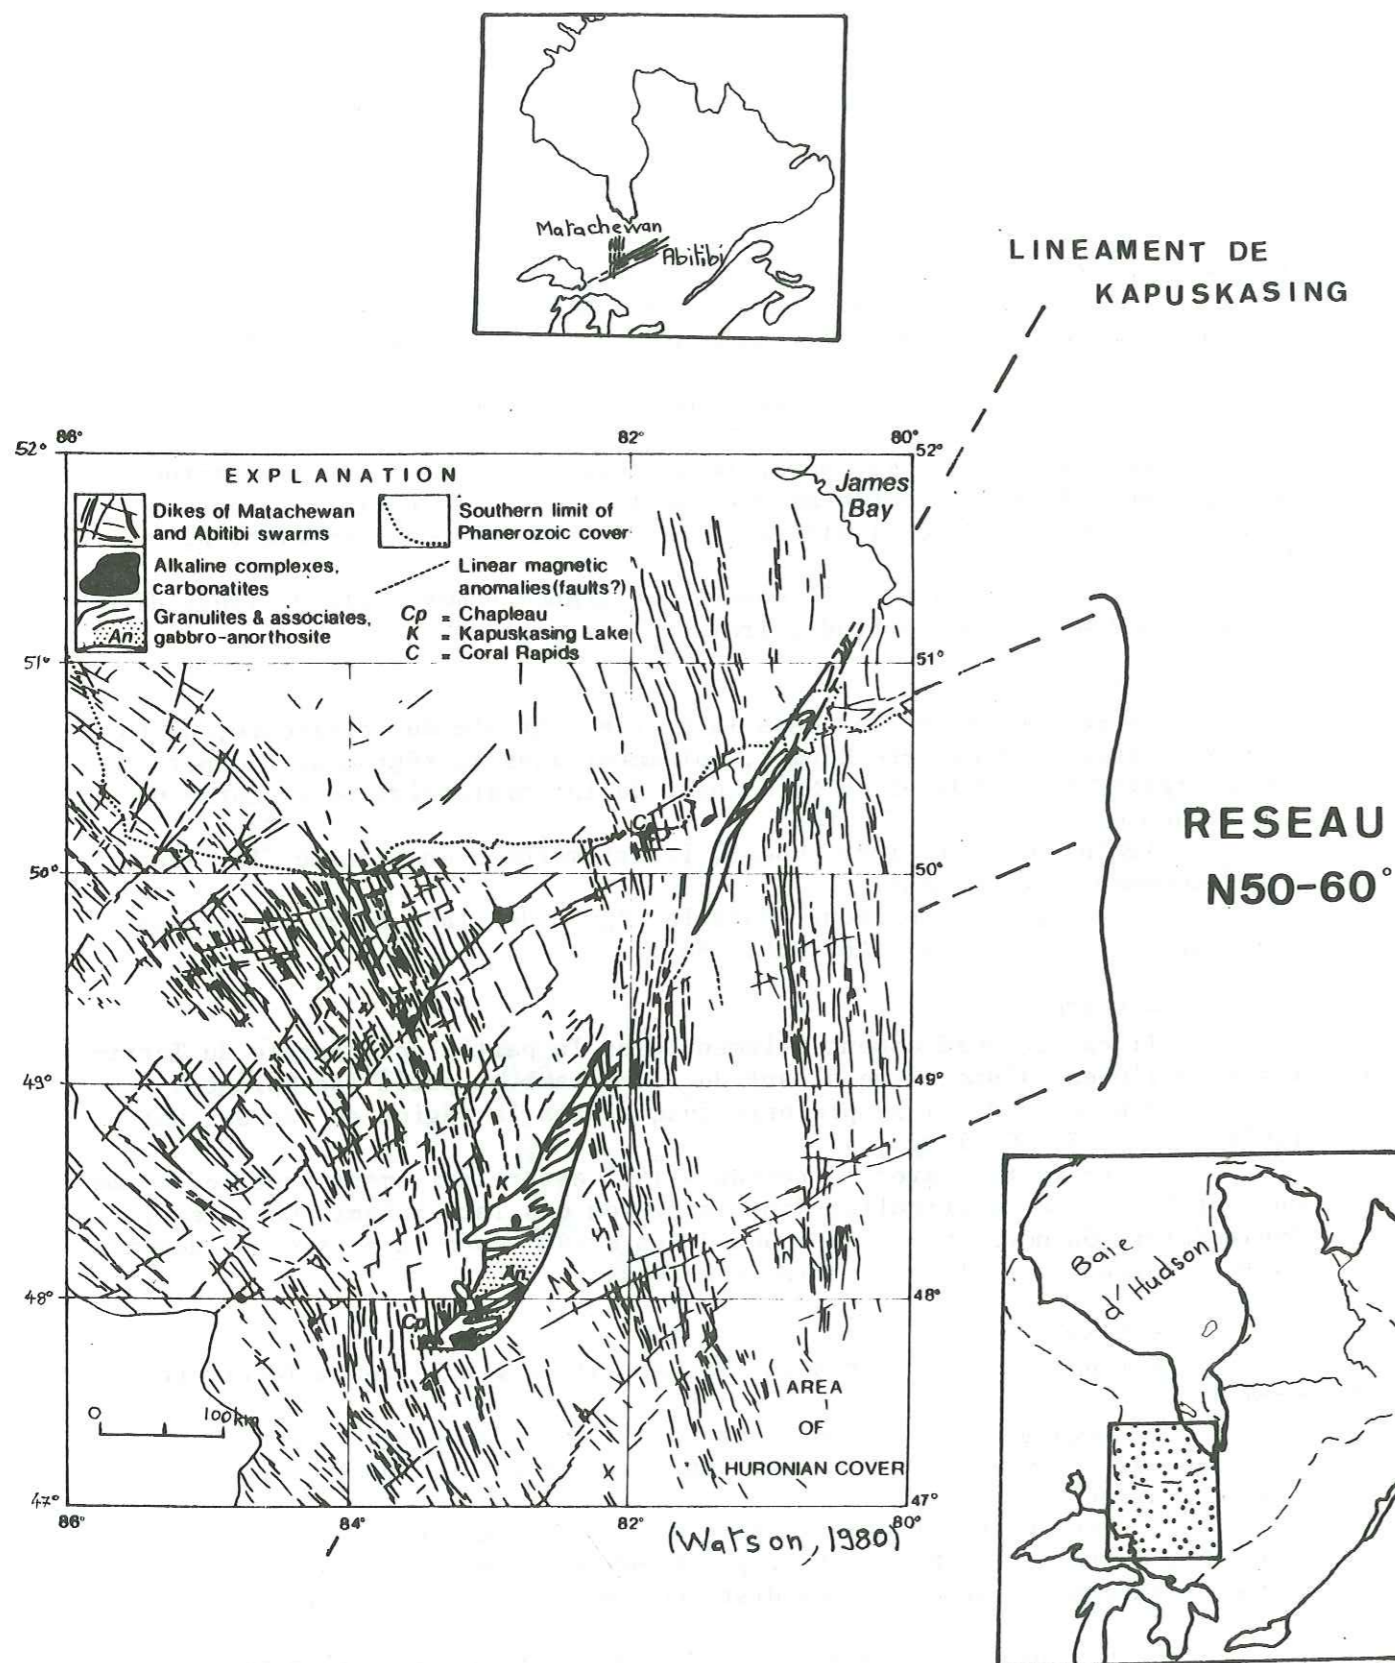 Matachewan
Abitibi
LINEAMENT DE
KAPUSKASING
86° 82° 80°
52° 52°
EXPLANATION
Dikes of Matachewan
and Abitibi swarms
Southern limit of
Phanerozoic cover
Alkaline complexes,
carbonatites
Linear magnetic
anomalies(faults?)
Granulites & associates,
gabbro-anorthosite
An
Cp = Chapleau
K = Kapuskasing Lake
C = Coral Rapids
James
Bay
51° 51°
C
50° 50°
RESEAU
N50-60°
49° 49°
K
An
48° 48°
Cp
Baie
d'Hudson
0 100km
AREA
OF
HURONIAN COVER
47° 47°
86° 84° 82° 80°
(Watson, 1980)